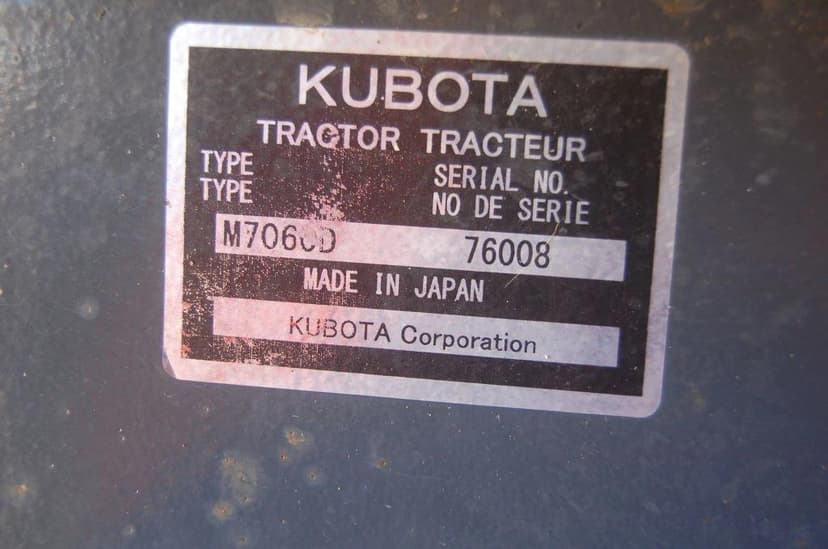 KUBOTA
TRACTOR TRACTEUR
TYPE SERIAL NO.
TYPE NO DE SERIE
M7060D 76008
MADE IN JAPAN
KUBOTA Corporation